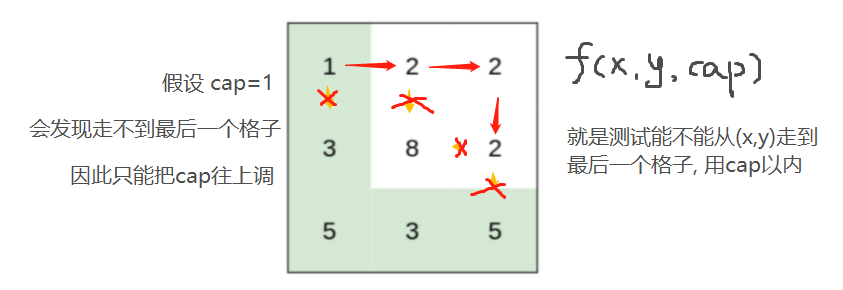 假设 cap=1
会发现走不到最后一个格子
因此只能把cap往上调
1 2 2
3 8 2
5 3 5
f(x,y,cap)
就是测试能不能从(x,y)走到
最后一个格子, 用cap以内